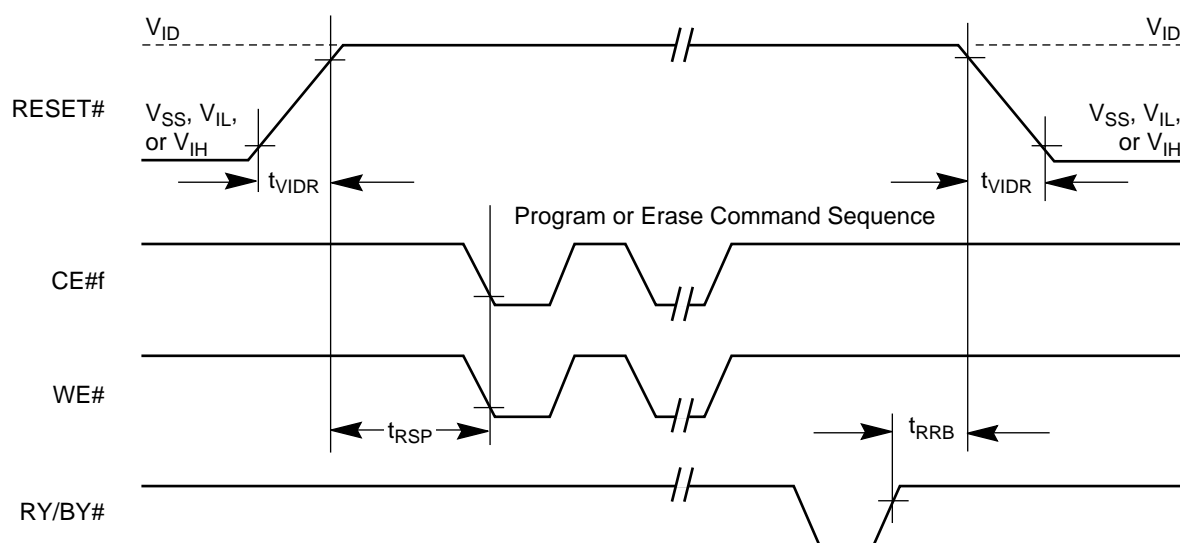 VID
VID
RESET#
VSS, VIL,
or VIH
VSS, VIL,
or VIH
tVIDR
tVIDR
Program or Erase Command Sequence
CE#f
WE#
tRSP
tRRB
RY/BY#